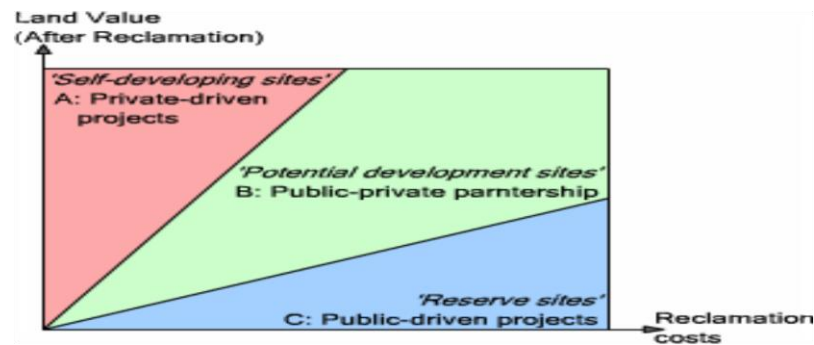 Land Value
(After Reclamation)
'Self-developing sites'
A: Private-driven
projects
'Potential development sites'
B: Public-private parntership
'Reserve sites'
C: Public-driven projects
Reclamation
costs